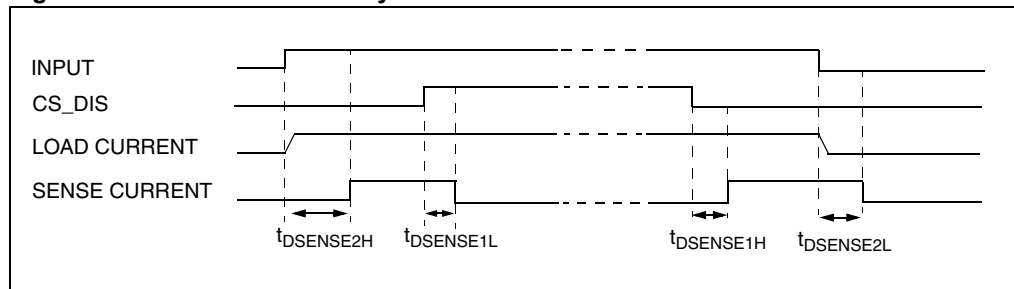 INPUT
CS_DIS
LOAD CURRENT
SENSE CURRENT
tDSENSE2H tDSENSE1L tDSENSE1H tDSENSE2L